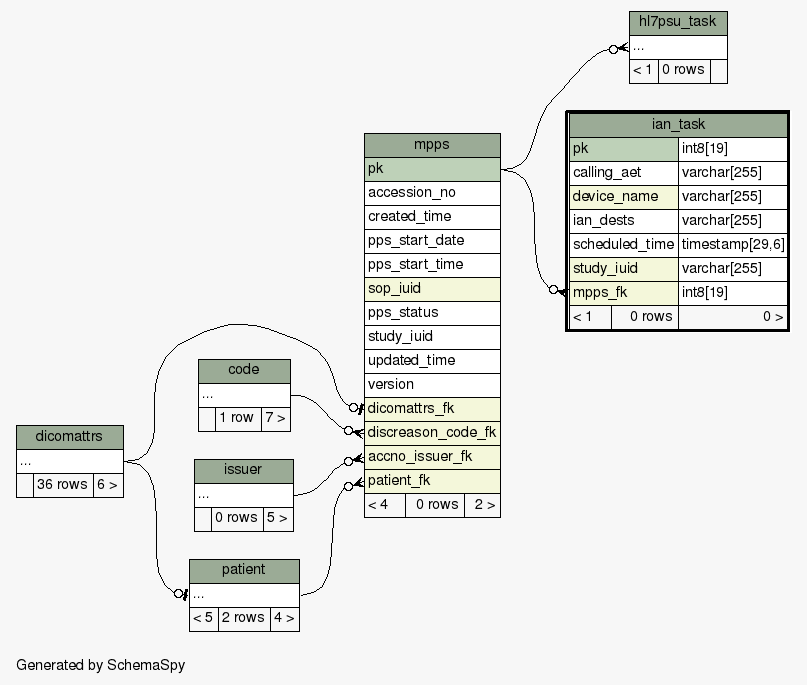 hl7psu_task
...
< 1 0 rows
ian_task
pk int8[19]
calling_aet varchar[255]
device_name varchar[255]
ian_dests varchar[255]
scheduled_time timestamp[29,6]
study_iuid varchar[255]
mpps_fk int8[19]
< 1 0 rows 0 >
mpps
pk
accession_no
created_time
pps_start_date
pps_start_time
sop_iuid
pps_status
study_iuid
updated_time
version
dicomattrs_fk
discreason_code_fk
accno_issuer_fk
patient_fk
< 4 0 rows 2 >
code
...
1 row 7 >
dicomattrs
...
36 rows 6 >
issuer
...
0 rows 5 >
patient
...
< 5 2 rows 4 >
Generated by SchemaSpy